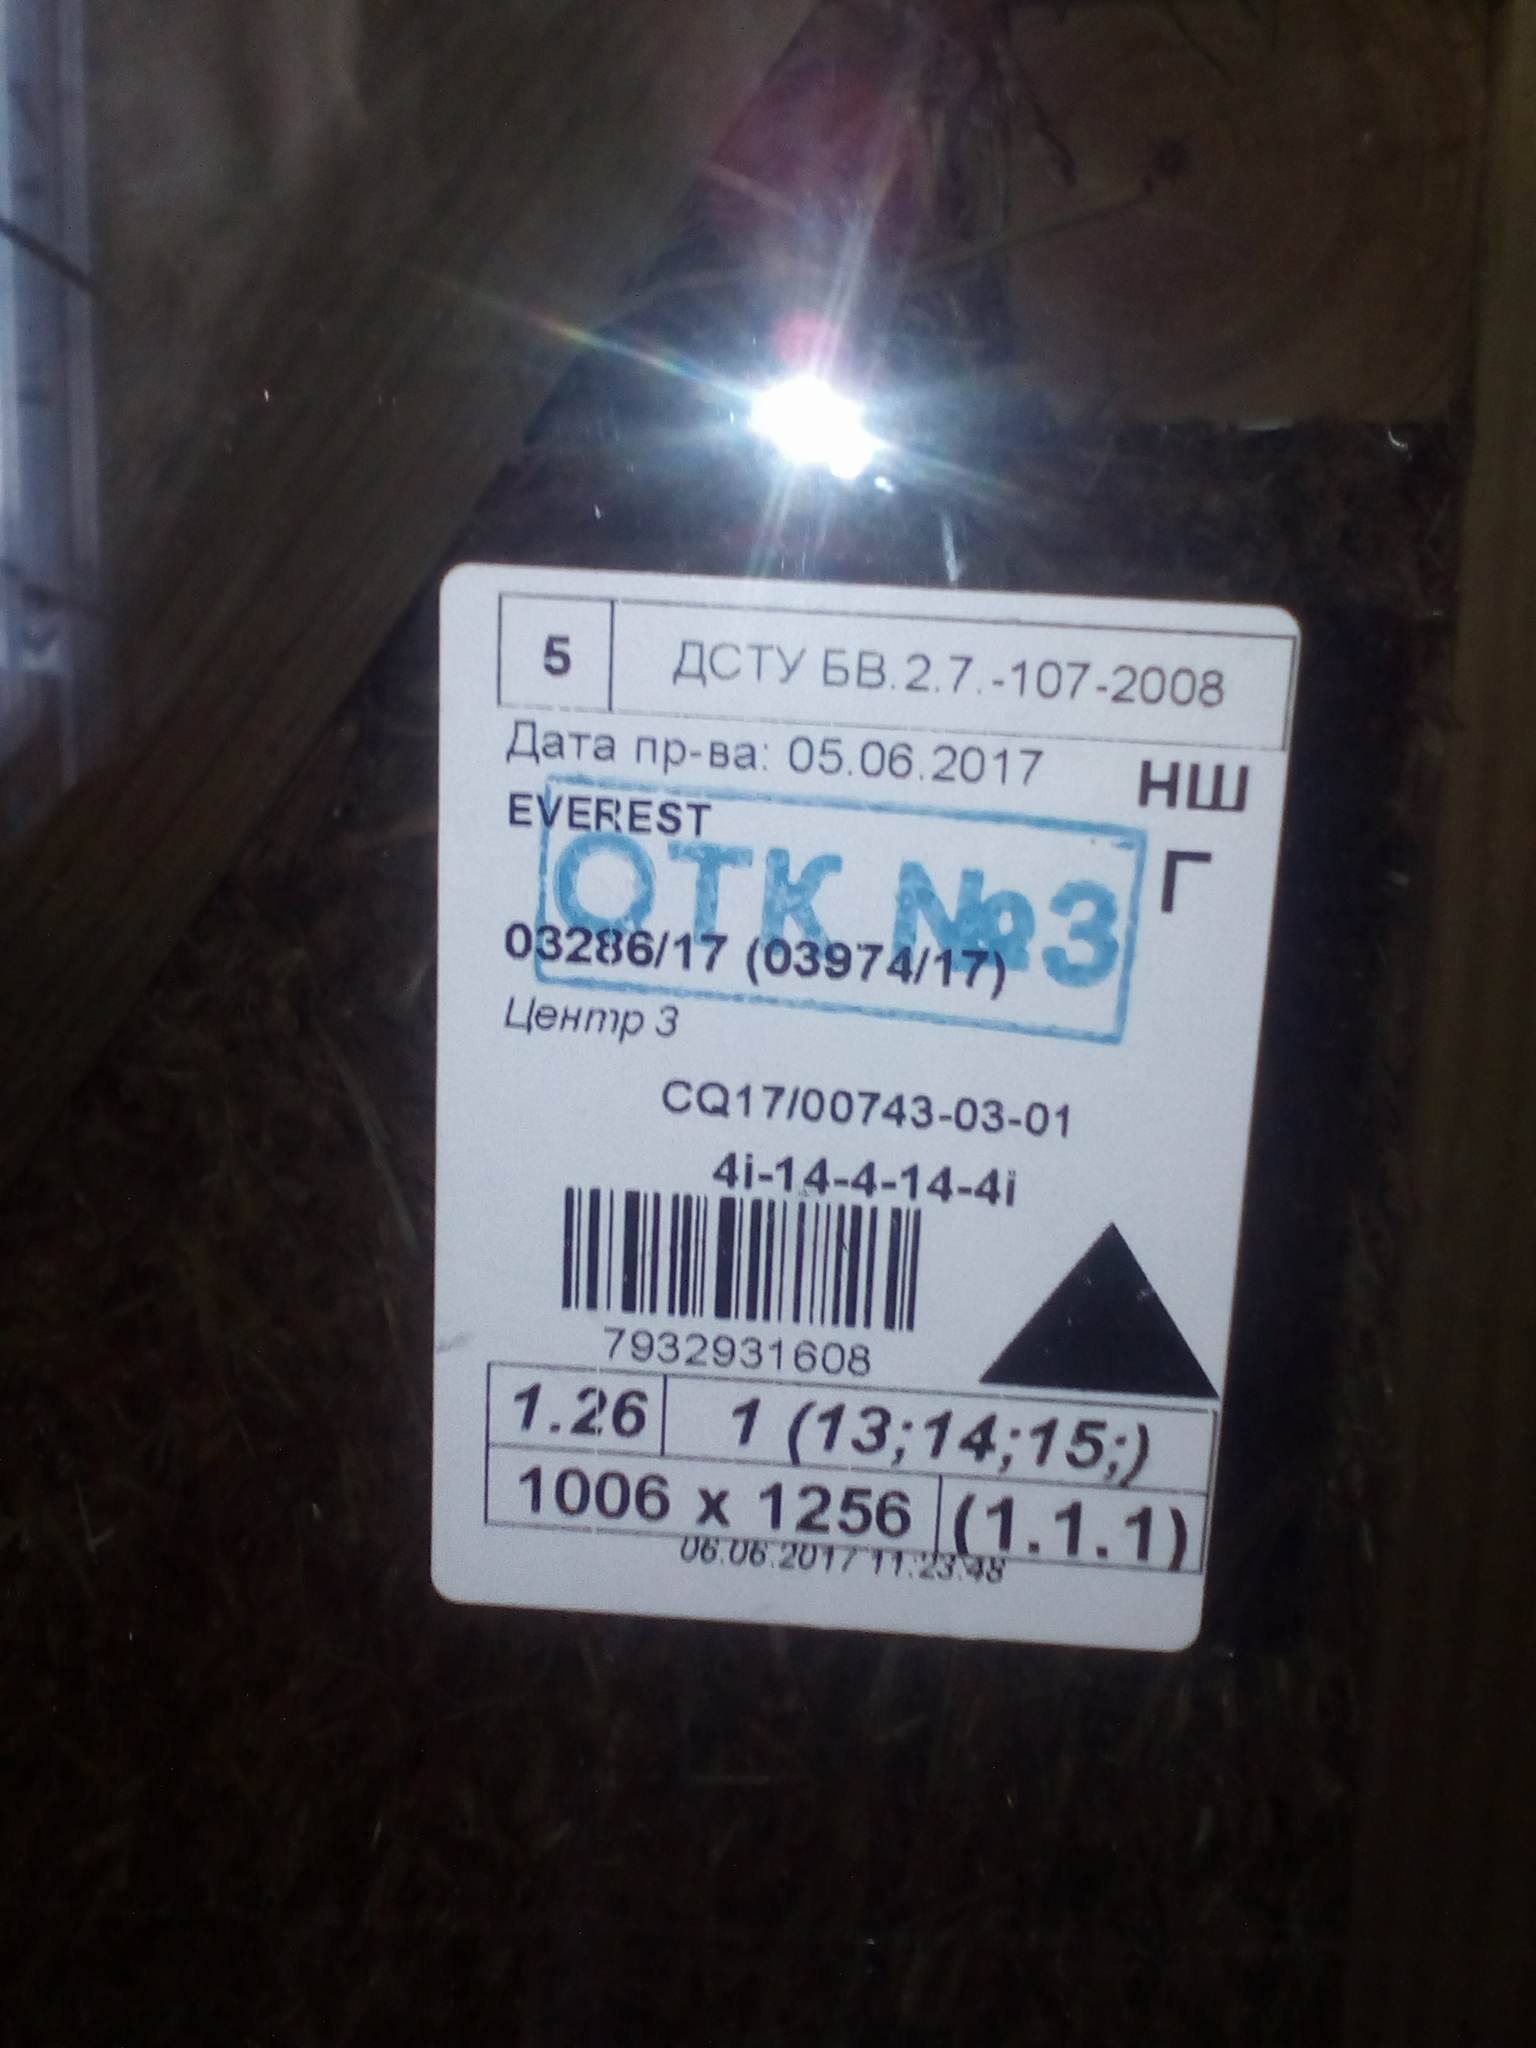 5 ДСТУ БВ.2.7.-107-2008
Дата пр-ва: 05.06.2017 НШ
EVEREST
ОТК №3 Г
03286/17 (03974/17)
Центр 3
CQ17/00743-03-01
4i-14-4-14-4i
7932931608
1.26 1 (13;14;15;)
1006 x 1256 (1.1.1)
06.06.2017 11:23:48